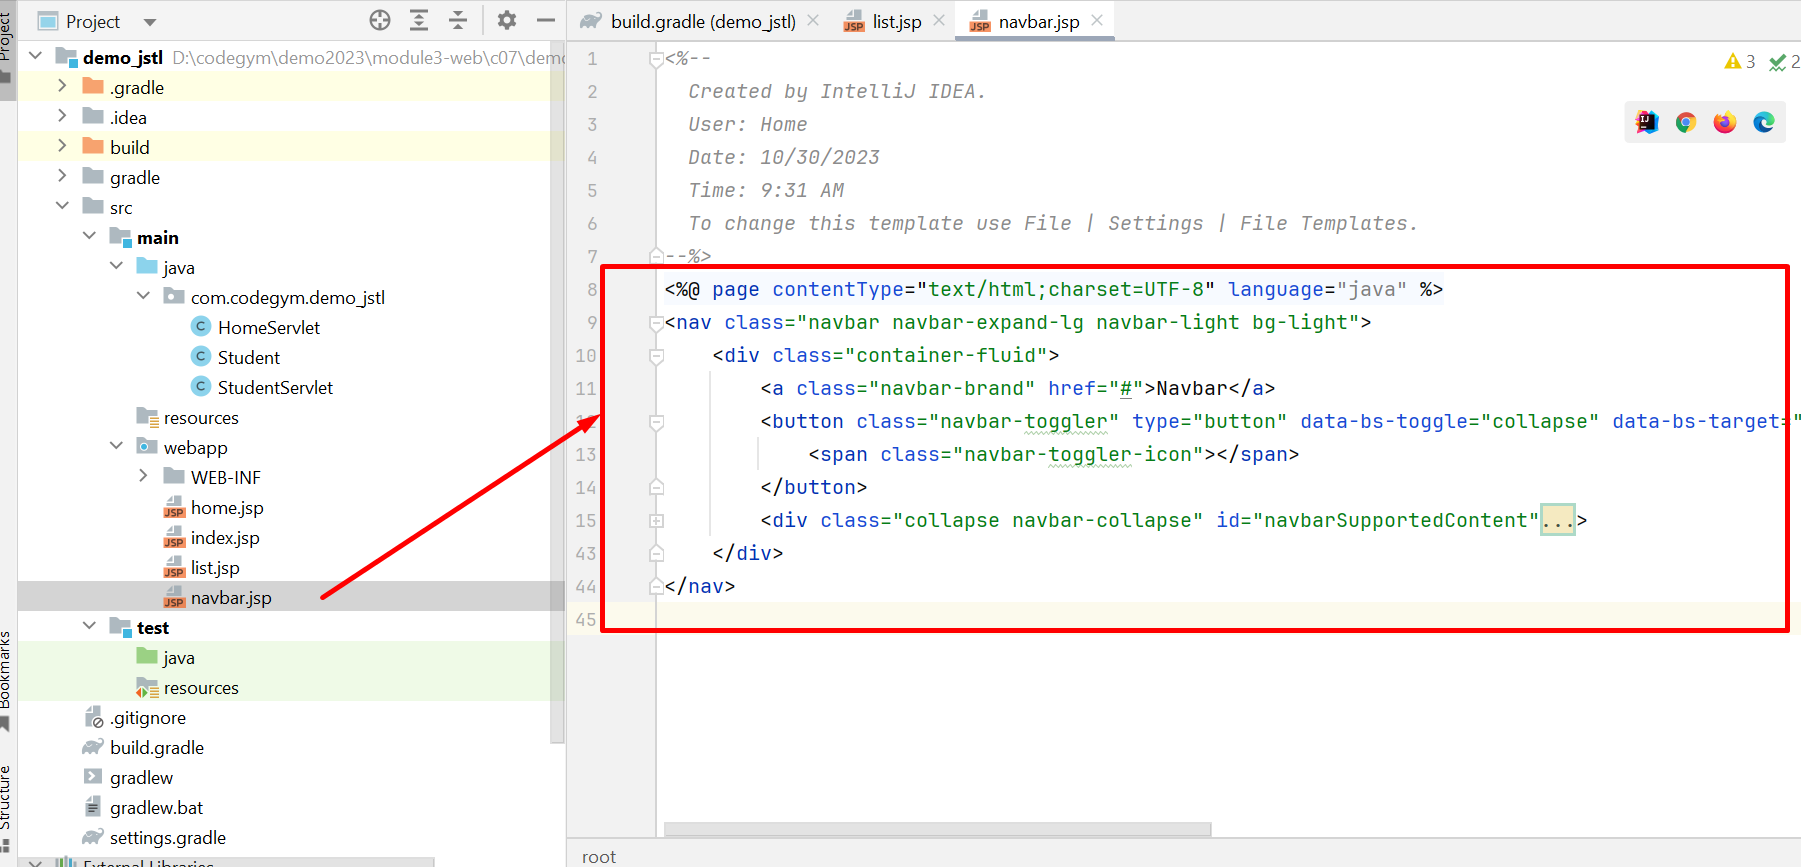 Project
Project
demo_jstl D:\codegym\demo2023\module3-web\c07\demo
.gradle
.idea
build
gradle
src
main
java
com.codegym.demo_jstl
HomeServlet
Student
StudentServlet
resources
webapp
WEB-INF
home.jsp
index.jsp
list.jsp
navbar.jsp
test
java
resources
.gitignore
build.gradle
gradlew
gradlew.bat
settings.gradle
External Libraries
Bookmarks
Structure
build.gradle (demo_jstl) list.jsp navbar.jsp
3 2
1 <%--
2 Created by IntelliJ IDEA.
3 User: Home
4 Date: 10/30/2023
5 Time: 9:31 AM
6 To change this template use File | Settings | File Templates.
7 --%>
8 <%@ page contentType="text/html;charset=UTF-8" language="java" %>
9 <nav class="navbar navbar-expand-lg navbar-light bg-light">
10 <div class="container-fluid">
11 <a class="navbar-brand" href="#">Navbar</a>
12 <button class="navbar-toggler" type="button" data-bs-toggle="collapse" data-bs-target="
13 <span class="navbar-toggler-icon"></span>
14 </button>
15 <div class="collapse navbar-collapse" id="navbarSupportedContent"...>
43 </div>
44 </nav>
45
root